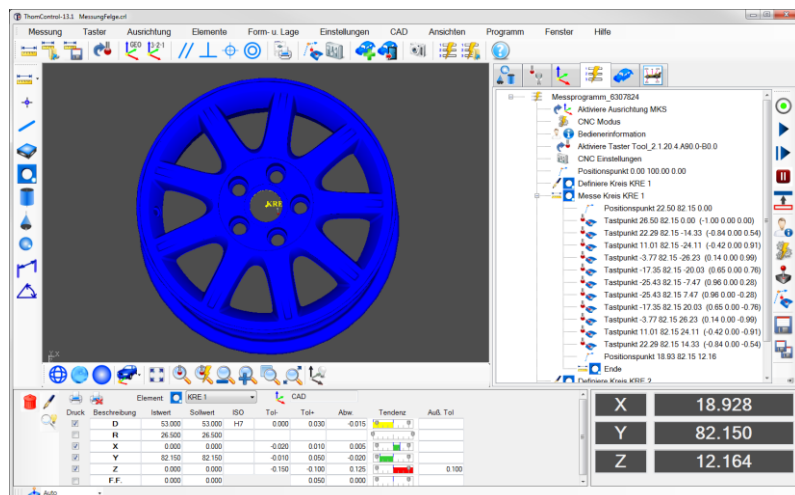 ThomControl-13.1 MessungFelge.crl
Messung Taster Ausrichtung Elemente Form- u. Lage Einstellungen CAD Ansichten Programm Fenster Hilfe
GEO 3-2-1
Messprogramm_6307824
Aktiviere Ausrichtung MKS
CNC Modus
Bedienerinformation
Aktiviere Taster Tool_2.1.20.4.A90.0-B0.0
CNC Einstellungen
Positionspunkt 0.00 100.00 0.00
Definiere Kreis KRE 1
Messe Kreis KRE 1
Positionspunkt 22.50 82.15 0.00
Tastpunkt 26.50 82.15 0.00 (-1.00 0.00 0.00)
Tastpunkt 22.29 82.15 -14.33 (-0.84 0.00 0.54)
Tastpunkt 11.01 82.15 -24.11 (-0.42 0.00 0.91)
Tastpunkt -3.77 82.15 -26.23 (0.14 0.00 0.99)
Tastpunkt -17.35 82.15 -20.03 (0.65 0.00 0.76)
Tastpunkt -25.43 82.15 -7.47 (0.96 0.00 0.28)
Tastpunkt -25.43 82.15 7.47 (0.96 0.00 -0.28)
Tastpunkt -17.35 82.15 20.03 (0.65 0.00 -0.76)
Tastpunkt -3.77 82.15 26.23 (0.14 0.00 -0.99)
Tastpunkt 11.01 82.15 24.11 (-0.42 0.00 -0.91)
Tastpunkt 22.29 82.15 14.33 (-0.84 0.00 -0.54)
Positionspunkt 18.93 82.15 12.16
Ende
Definiere Kreis KRE 2
KRE
Element KRE 1 CAD
Druck Beschreibung Istwert Sollwert ISO Tol- Tol+ Abw. Tendenz Auß. Tol
D 53.000 53.000 H7 0.000 0.030 -0.015
R 26.500 26.500
X 0.000 0.000 -0.020 0.010 0.005
Y 82.150 82.150 -0.010 0.050 -0.020
Z 0.000 0.000 -0.150 -0.100 0.125 0.100
F.F. 0.000 0.000 0.050 0.000
X 18.928
Y 82.150
Z 12.164
Auto